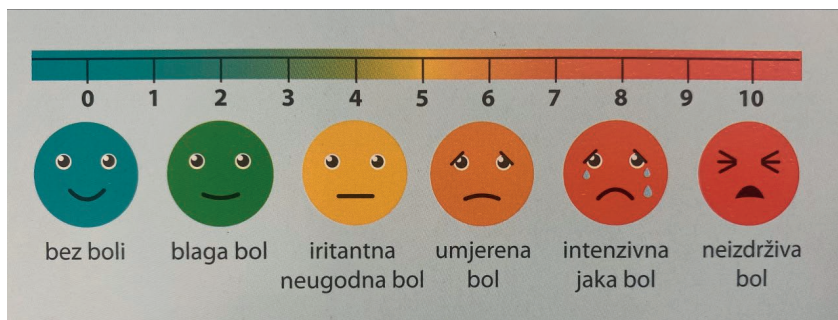 0 1 2 3 4 5 6 7 8 9 10
bez boli blaga bol iritantna umjerena intenzivna neizdrživa
neugodna bol bol jaka bol bol